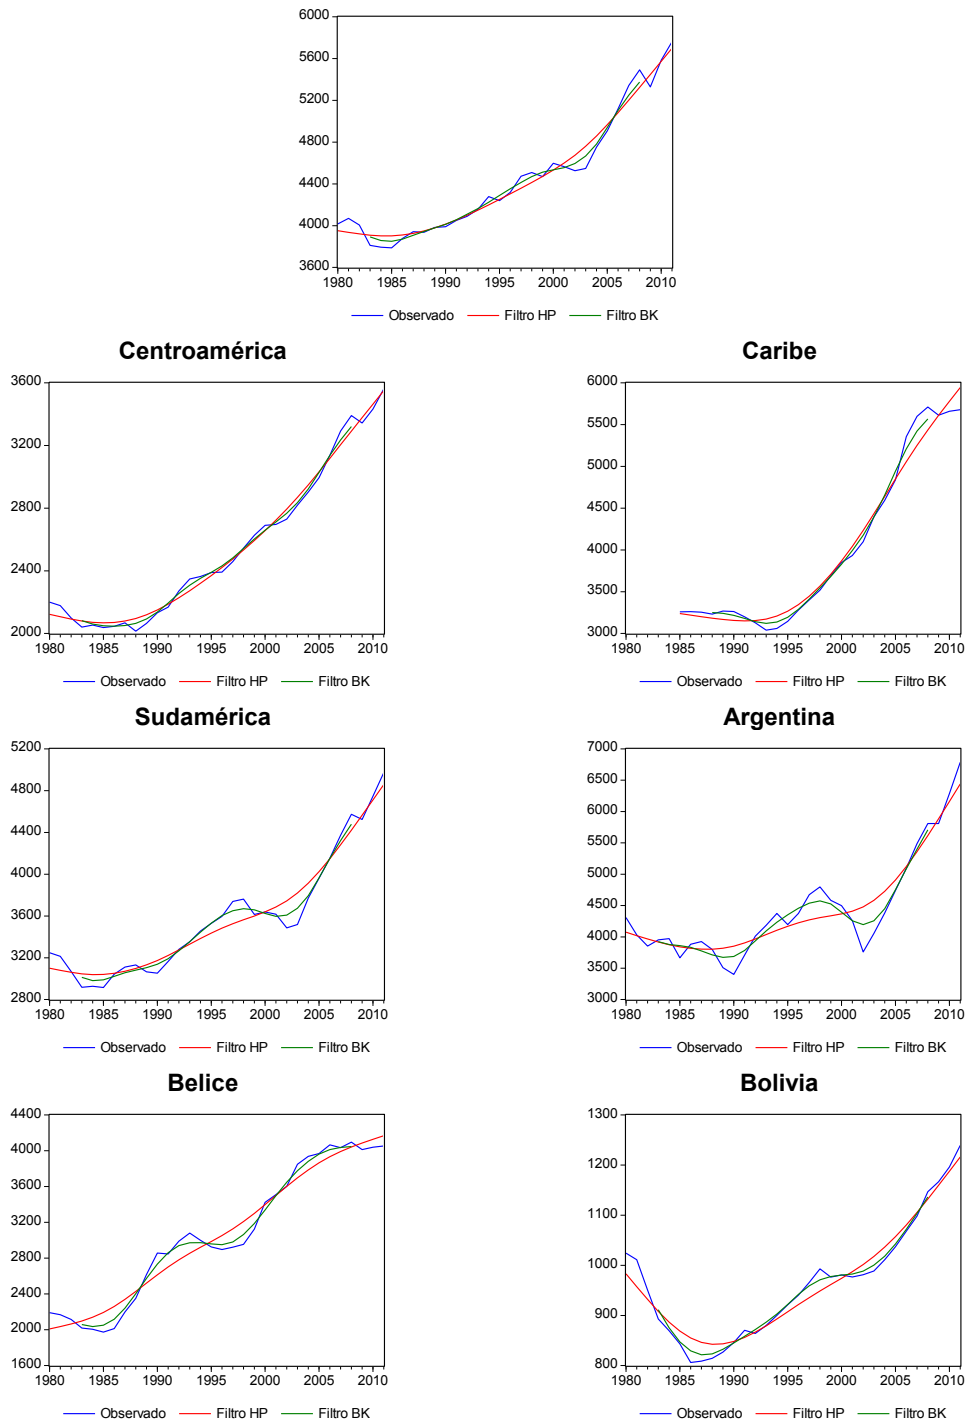 6000
5600
5200
4800
4400
4000
3600
1980 1985 1990 1995 2000 2005 2010
Observado Filtro HP Filtro BK
Centroamérica Caribe
3600
3200
2800
2400
2000
1980 1985 1990 1995 2000 2005 2010
Observado Filtro HP Filtro BK
6000
5500
5000
4500
4000
3500
3000
1980 1985 1990 1995 2000 2005 2010
Observado Filtro HP Filtro BK
Sudamérica Argentina
5200
4800
4400
4000
3600
3200
2800
1980 1985 1990 1995 2000 2005 2010
Observado Filtro HP Filtro BK
7000
6500
6000
5500
5000
4500
4000
3500
3000
1980 1985 1990 1995 2000 2005 2010
Observado Filtro HP Filtro BK
Belice Bolivia
4400
4000
3600
3200
2800
2400
2000
1600
1980 1985 1990 1995 2000 2005 2010
Observado Filtro HP Filtro BK
1300
1200
1100
1000
900
800
1980 1985 1990 1995 2000 2005 2010
Observado Filtro HP Filtro BK